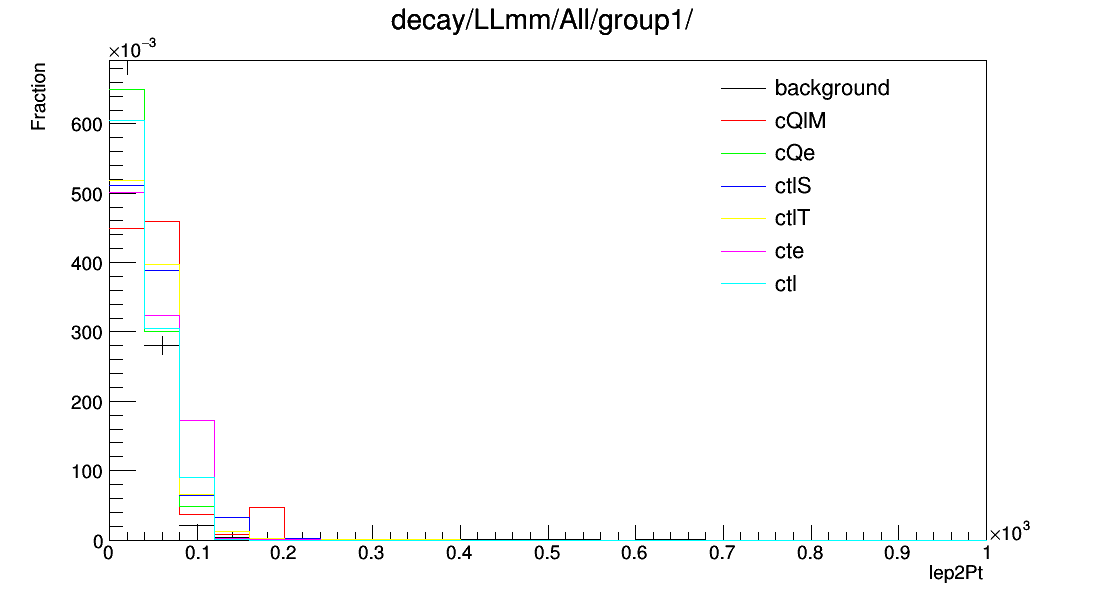 decay/LLmm/All/group1/
×10⁻³
Fraction
background
cQlM
cQe
ctlS
ctlT
cte
ctl
600
500
400
300
200
100
0
0 0.1 0.2 0.3 0.4 0.5 0.6 0.7 0.8 0.9 1
×10³
lep2Pt